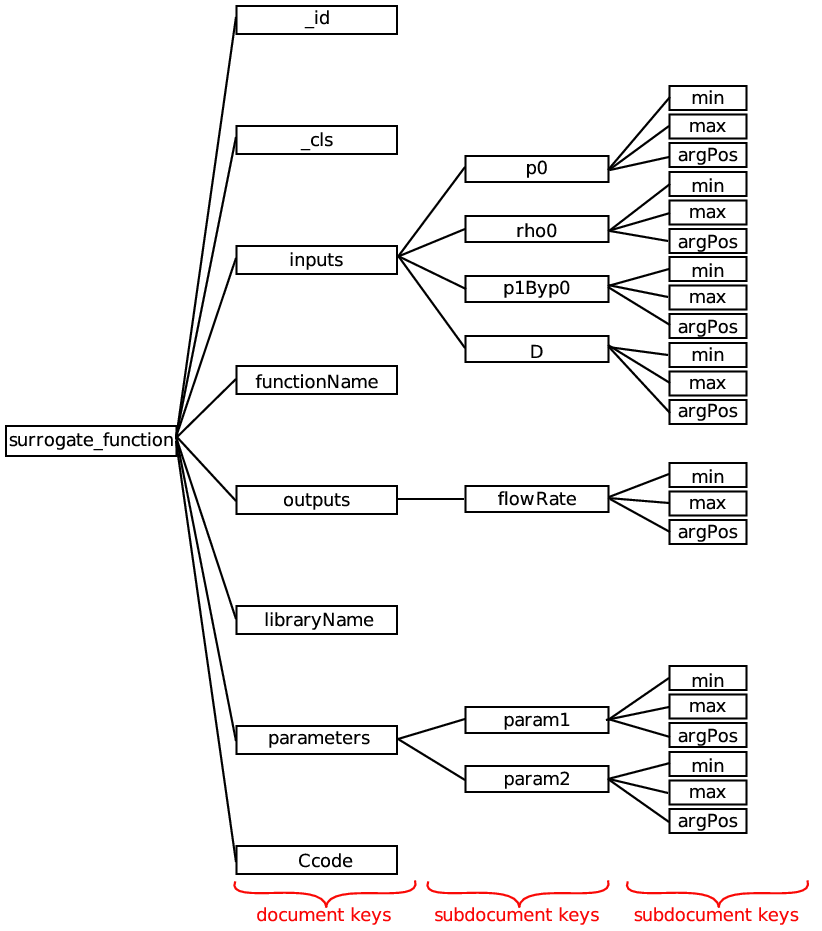 _id
min
max
_cls
argPos
p0
min
max
rho0
argPos
inputs
min
p1Byp0
max
argPos
D
min
functionName
max
argPos
surrogate_function
min
outputs
flowRate
max
argPos
libraryName
min
max
param1
parameters
argPos
min
param2
max
argPos
Ccode
document keys
subdocument keys
subdocument keys